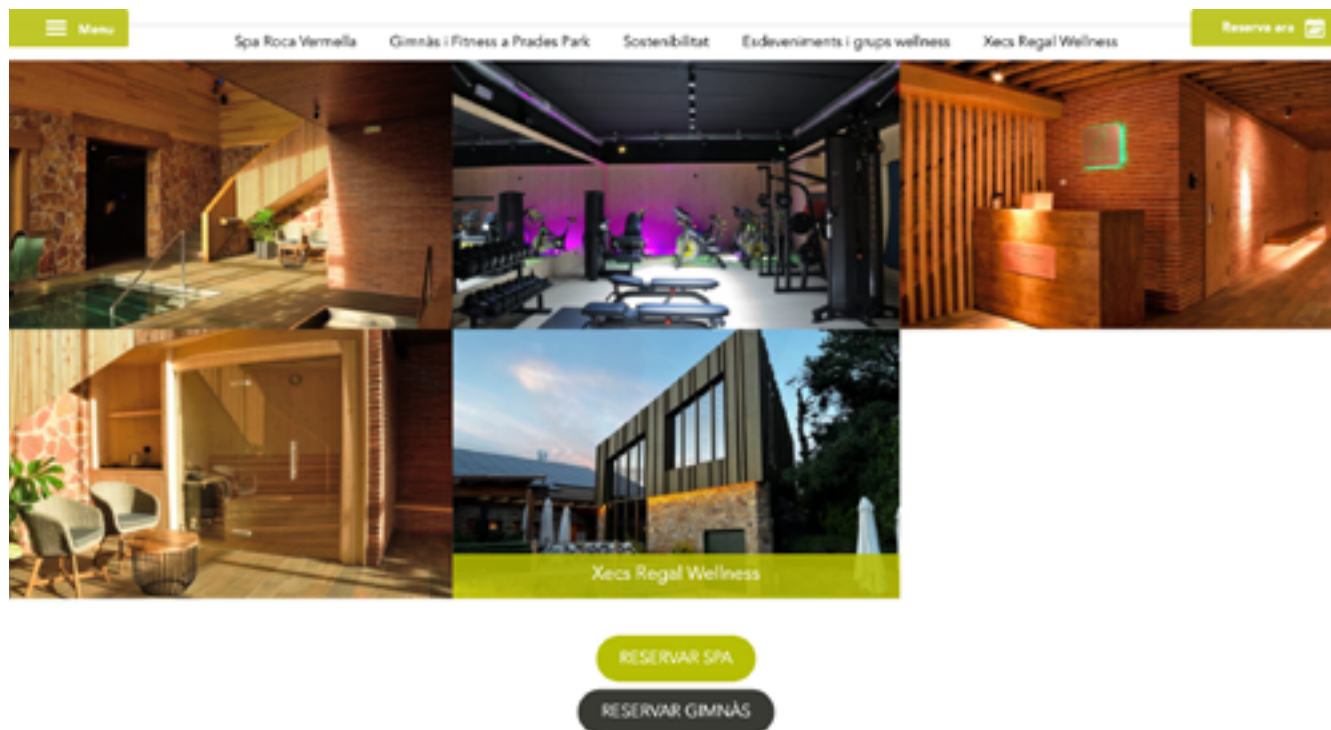 Menu
Spa Roca Vermella
Gimnàs i Fitness a Prades Park
Sostenibilitat
Esdeveniments i grups wellness
Xecs Regal Wellness
Reserva ara
Xecs Regal Wellness
RESERVAR SPA
RESERVAR GIMNÀS